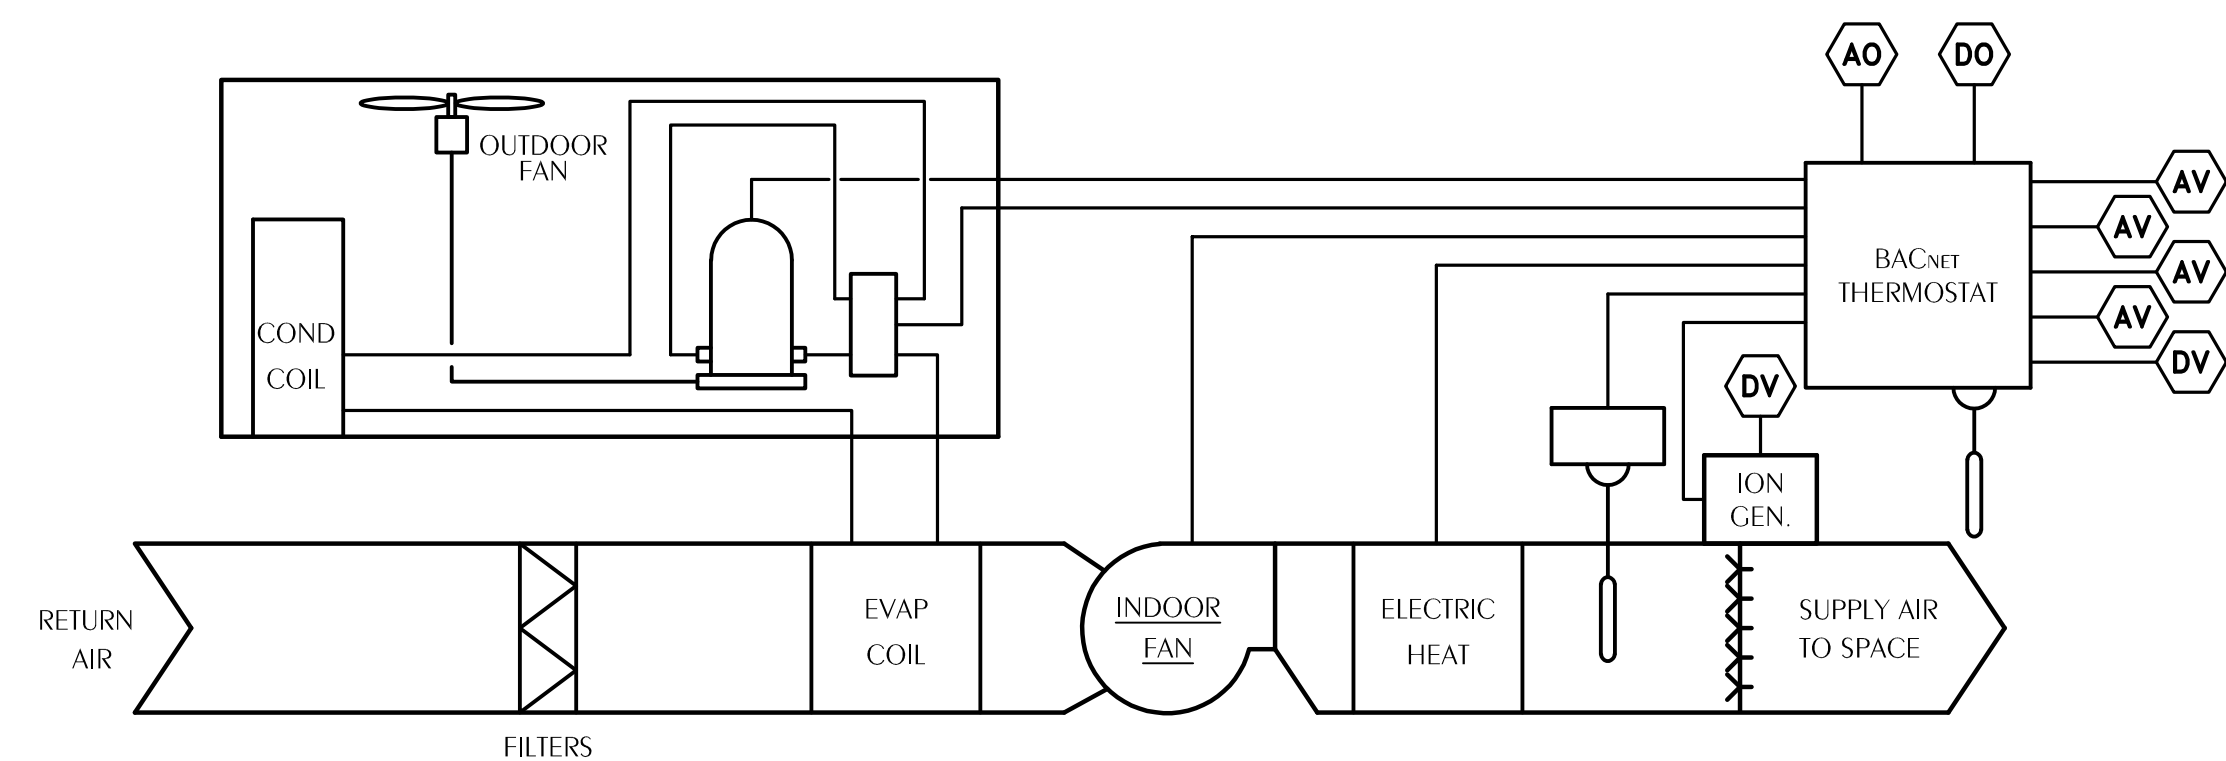 AO
DO
AV
AV
AV
AV
DV
BACNET
THERMOSTAT
OUTDOOR
FAN
COND
COIL
DV
ION
GEN.
RETURN
AIR
EVAP
COIL
INDOOR
FAN
ELECTRIC
HEAT
SUPPLY AIR
TO SPACE
FILTERS